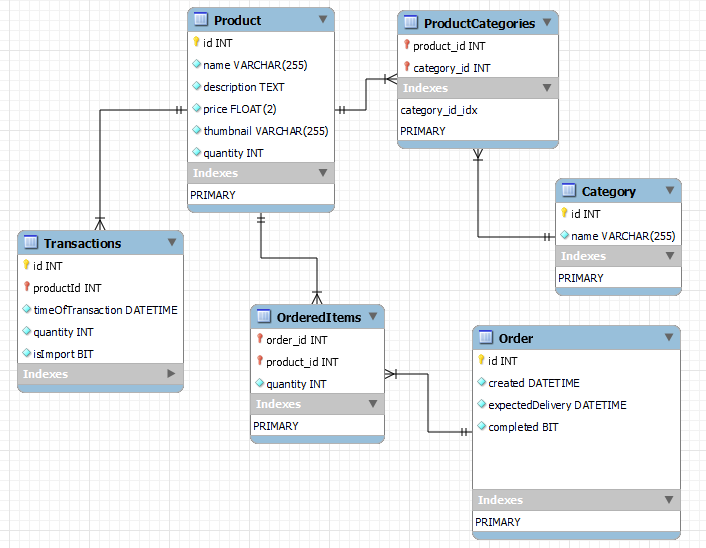 Product
id INT
name VARCHAR(255)
description TEXT
price FLOAT(2)
thumbnail VARCHAR(255)
quantity INT
Indexes
PRIMARY
ProductCategories
product_id INT
category_id INT
Indexes
category_id_idx
PRIMARY
Category
id INT
name VARCHAR(255)
Indexes
PRIMARY
Transactions
id INT
productId INT
timeOfTransaction DATETIME
quantity INT
isImport BIT
Indexes
OrderedItems
order_id INT
product_id INT
quantity INT
Indexes
PRIMARY
Order
id INT
created DATETIME
expectedDelivery DATETIME
completed BIT
Indexes
PRIMARY